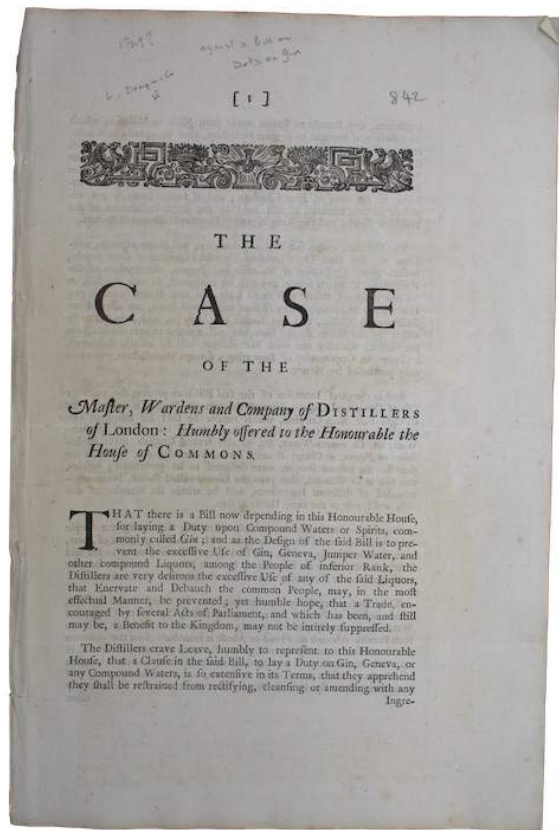 1729?
against a Bill on
Duty on gin
[ 1 ]
842
THE
CASE
OF THE
Maſter, Wardens and Company of DISTILLERS
of London: Humbly offered to the Honourable the
Houſe of COMMONS.
THAT there is a Bill now depending in this Honourable Houſe,
for laying a Duty upon Compound Waters or Spirits, com-
monly called Gin; and as the Deſign of the ſaid Bill is to pre-
vent the exceſſive Uſe of Gin, Geneva, Juniper Water, and
other compound Liquors, among the People of inferior Rank, the
Diſtillers are very deſirous the exceſſive Uſe of any of the ſaid Liquors,
that Enervate and Debauch the common People, may, in the moſt
effectual Manner, be prevented; yet humble hope, that a Trade, en-
couraged by ſeveral Acts of Parliament, and which has been, and ſtill
may be, a Benefit to the Kingdom, may not be intirely ſuppreſſed.
The Diſtillers crave Leave, humbly to repreſent to this Honourable
Houſe, that a Clauſe in the ſaid Bill, to lay a Duty on Gin, Geneva, or
any Compound Waters, is ſo extenſive in its Terms, that they apprehend
they ſhall be reſtrained from rectifying, cleanſing or amending with any
Ingre-